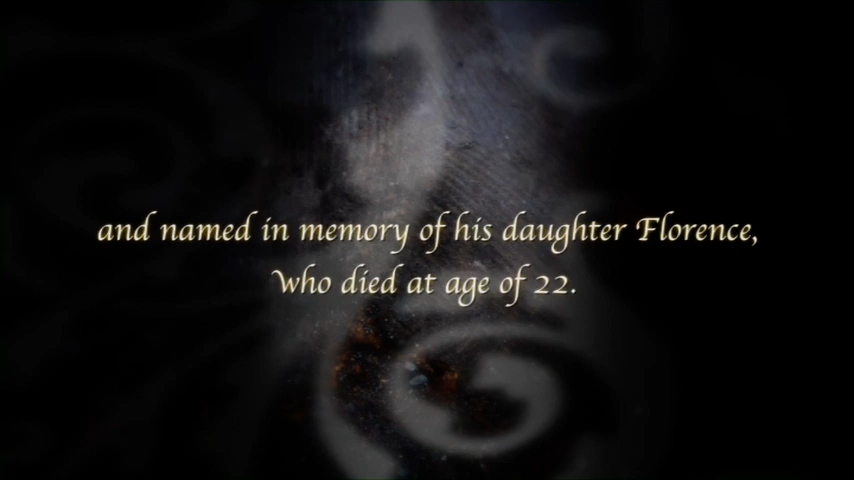 and named in memory of his daughter Florence,
Who died at age of 22.